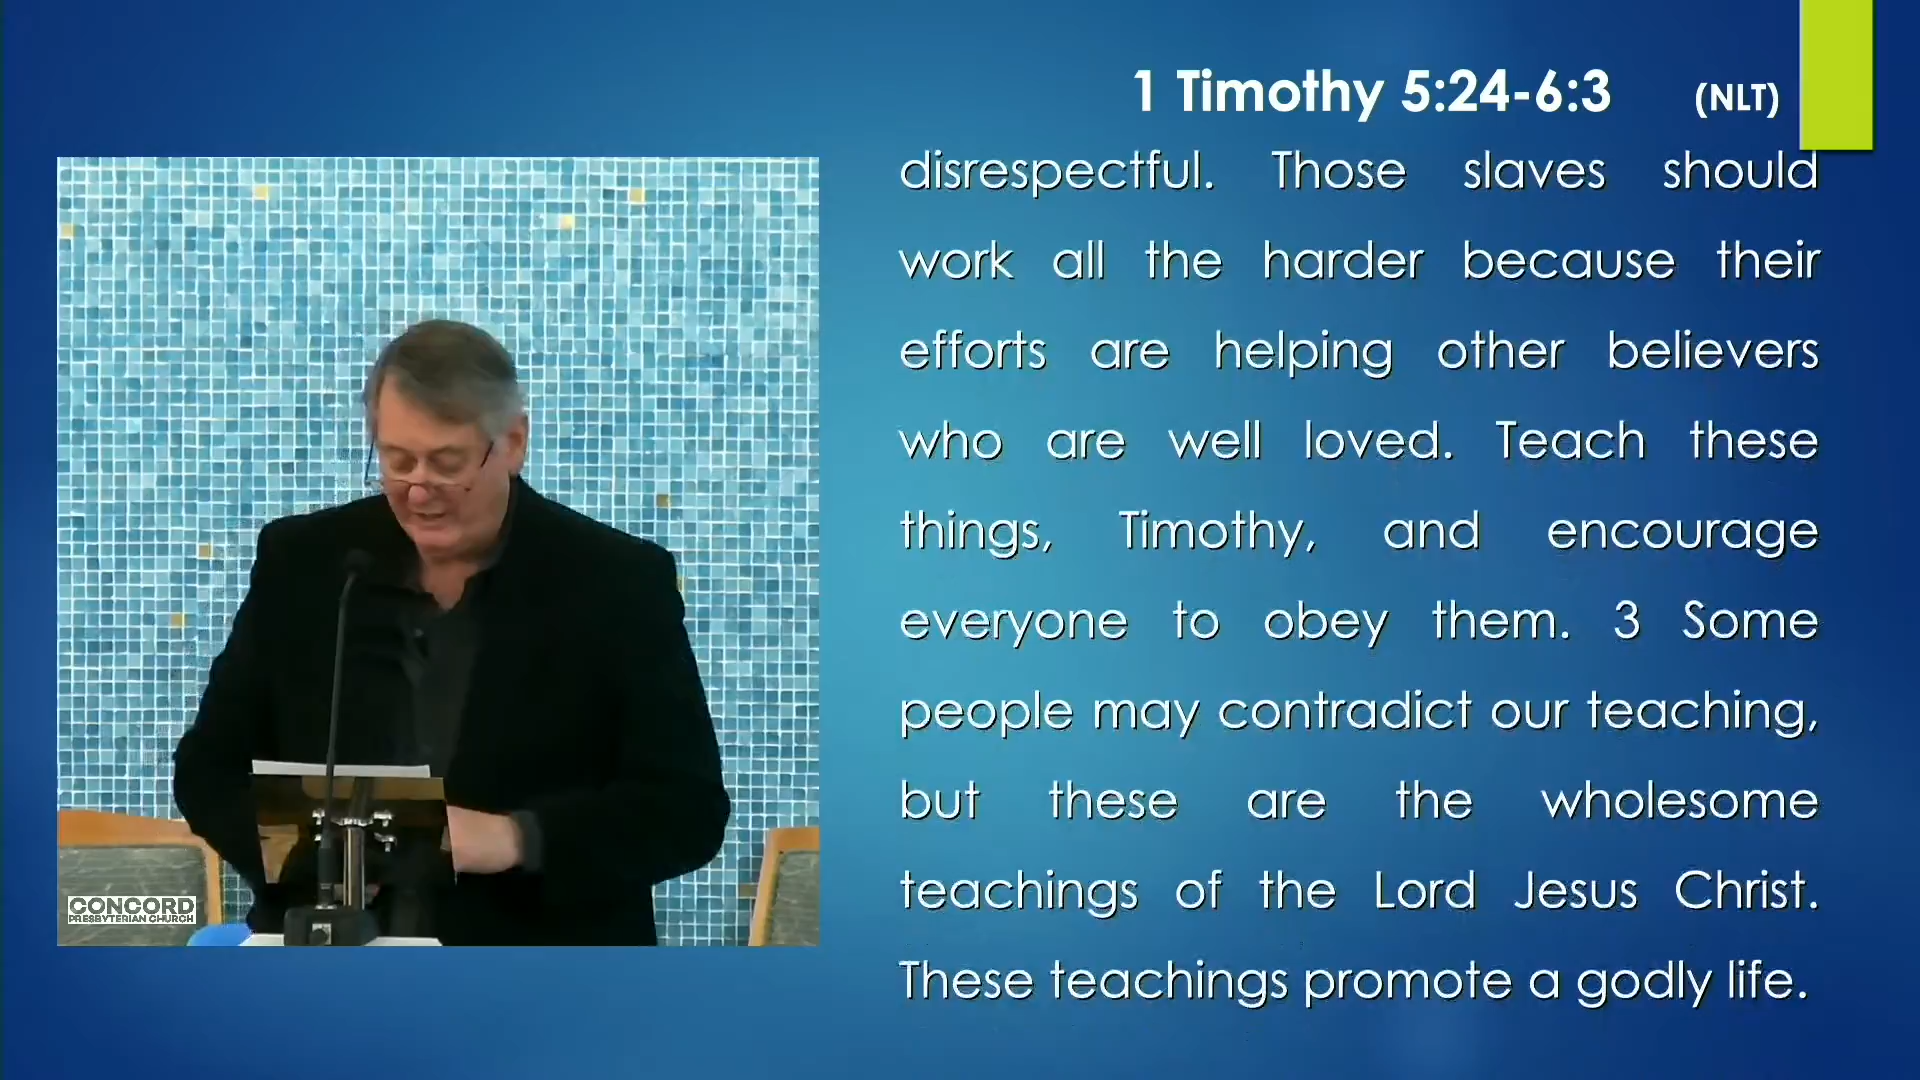 1 Timothy 5:24-6:3 (NLT)
disrespectful. Those slaves should
work all the harder because their
efforts are helping other believers
who are well loved. Teach these
things, Timothy, and encourage
everyone to obey them. 3 Some
people may contradict our teaching,
but these are the wholesome
teachings of the Lord Jesus Christ.
These teachings promote a godly life.
CONCORD
PRESBYTERIAN CHURCH